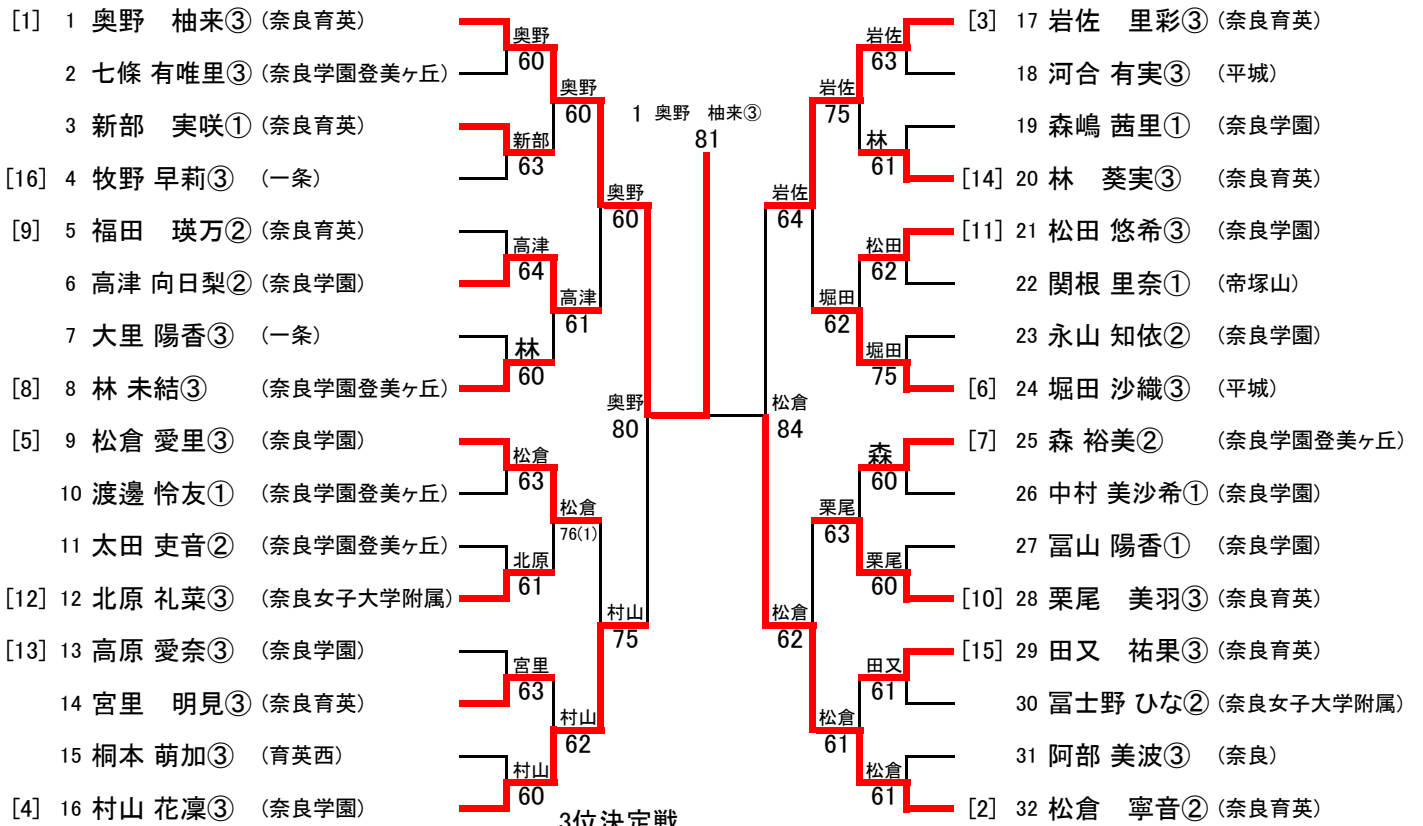 [1] 1 奥野　柚来③ (奈良育英)
2 七條 有唯里③ (奈良学園登美ヶ丘)
3 新部　実咲① (奈良育英)
[16] 4 牧野 早莉③ (一条)
[9] 5 福田　瑛万② (奈良育英)
6 高津 向日梨② (奈良学園)
7 大里 陽香③ (一条)
[8] 8 林 未結③ (奈良学園登美ヶ丘)
[5] 9 松倉 愛里③ (奈良学園)
10 渡邊 怜友① (奈良学園登美ヶ丘)
11 太田 吏音② (奈良学園登美ヶ丘)
[12] 12 北原 礼菜③ (奈良女子大学附属)
[13] 13 高原 愛奈③ (奈良学園)
14 宮里　明見③ (奈良育英)
15 桐本 萌加③ (育英西)
[4] 16 村山 花凜③ (奈良学園)
奥野
60
新部
63
高津
64
林
60
松倉
63
北原
61
宮里
63
村山
60
奥野
60
高津
61
松倉
76(1)
村山
62
奥野
60
村山
75
奥野
80
1 奥野　柚来③
81
松倉
84
岩佐
64
松倉
62
岩佐
75
堀田
62
栗尾
63
松倉
61
岩佐
63
林
61
松田
62
堀田
75
森
60
栗尾
60
田又
61
松倉
61
[3] 17 岩佐　里彩③ (奈良育英)
18 河合 有実③ (平城)
19 森嶋 茜里① (奈良学園)
[14] 20 林　葵実③ (奈良育英)
[11] 21 松田 悠希③ (奈良学園)
22 関根 里奈① (帝塚山)
23 永山 知依② (奈良学園)
[6] 24 堀田 沙織③ (平城)
[7] 25 森 裕美② (奈良学園登美ヶ丘)
26 中村 美沙希① (奈良学園)
27 冨山 陽香① (奈良学園)
[10] 28 栗尾　美羽③ (奈良育英)
[15] 29 田又　祐果③ (奈良育英)
30 冨士野 ひな② (奈良女子大学附属)
31 阿部 美波③ (奈良)
[2] 32 松倉　寧音② (奈良育英)
3位決定戦